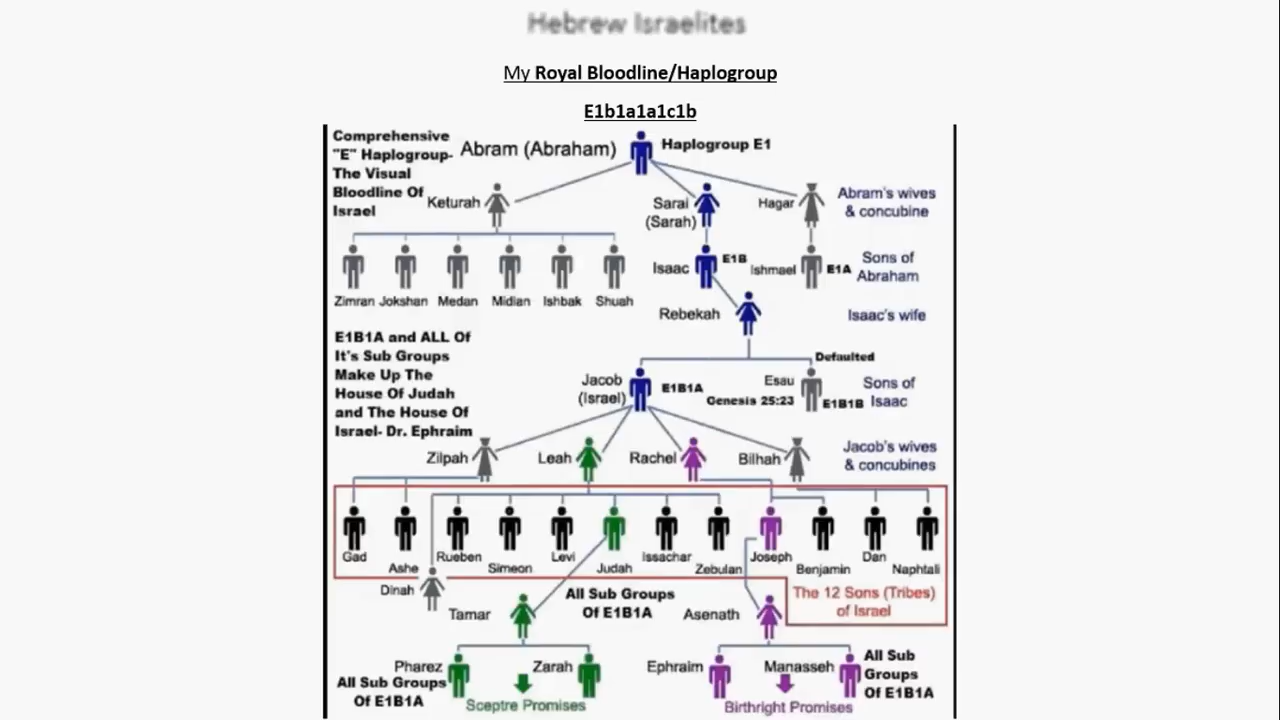 Hebrew Israelites
My Royal Bloodline/Haplogroup
E1b1a1a1c1b
Comprehensive
"E" Haplogroup-
The Visual
Bloodline Of
Israel
Abram (Abraham)
Haplogroup E1
Keturah
Sarai
(Sarah)
Hagar
Abram's wives
& concubine
Zimran Jokshan Medan Midian Ishbak Shuah
Isaac E1B
Ishmael E1A
Sons of
Abraham
Rebekah
Isaac's wife
E1B1A and ALL Of
It's Sub Groups
Make Up The
House Of Judah
and The House Of
Israel- Dr. Ephraim
Defaulted
Jacob
(Israel)
E1B1A
Esau
Genesis 25:23
E1B1B
Sons of
Isaac
Zilpah
Leah
Rachel
Bilhah
Jacob's wives
& concubines
Gad
Ashe
Rueben
Simeon
Levi
Judah
Issachar
Zebulan
Joseph
Benjamin
Dan
Naphtali
Dinah
The 12 Sons (Tribes)
of Israel
Tamar
All Sub Groups
Of E1B1A
Asenath
Pharez
Zarah
All Sub Groups
Of E1B1A
Sceptre Promises
Ephraim
Manasseh
All Sub
Groups
Of E1B1A
Birthright Promises